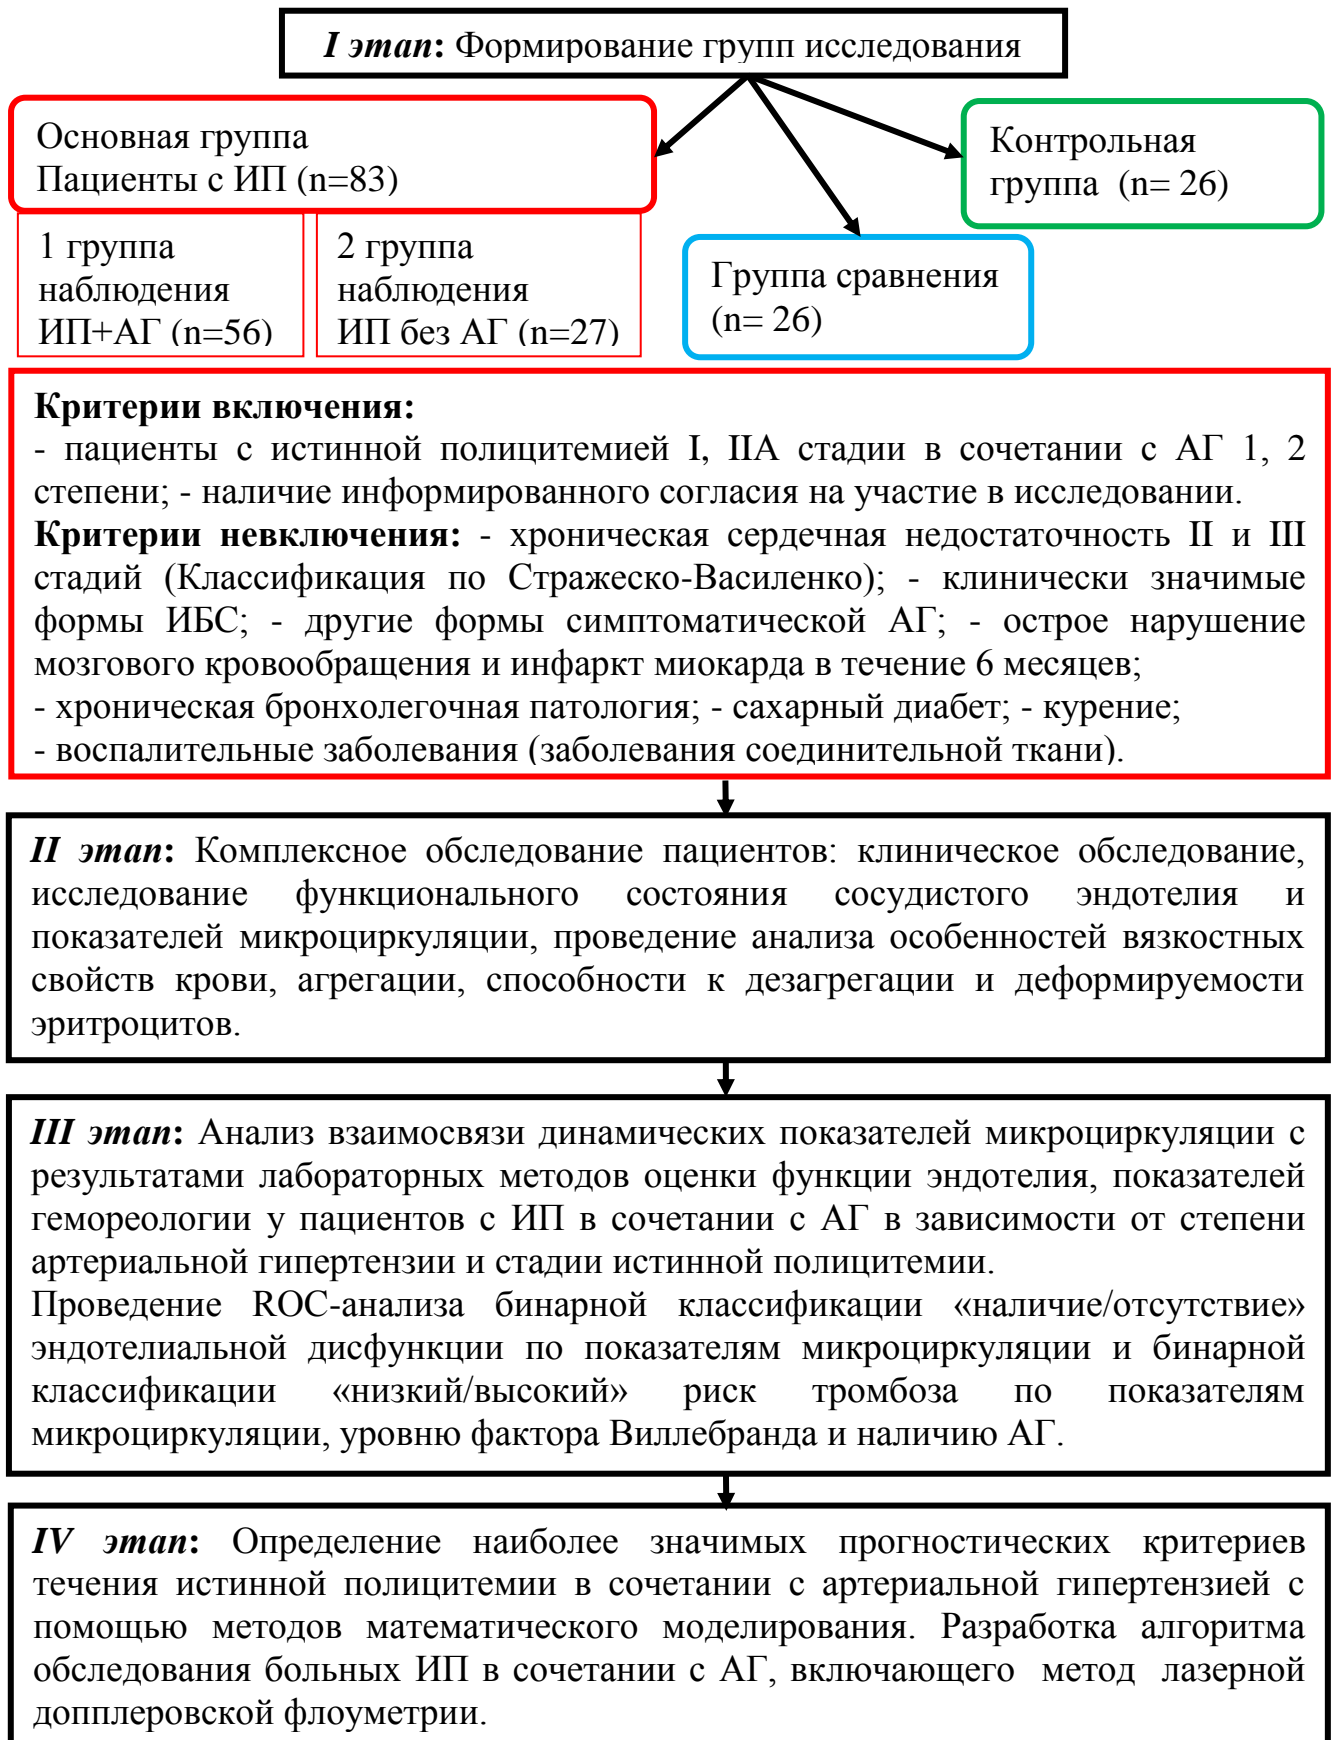 I этап: Формирование групп исследования
Основная группа
Пациенты с ИП (n=83)
Контрольная
группа (n= 26)
1 группа
наблюдения
ИП+АГ (n=56)
2 группа
наблюдения
ИП без АГ (n=27)
Группа сравнения
(n= 26)
Критерии включения:
- пациенты с истинной полицитемией I, IIА стадии в сочетании с АГ 1, 2
степени; - наличие информированного согласия на участие в исследовании.
Критерии невключения: - хроническая сердечная недостаточность II и III
стадий (Классификация по Стражеско-Василенко); - клинически значимые
формы ИБС; - другие формы симптоматической АГ; - острое нарушение
мозгового кровообращения и инфаркт миокарда в течение 6 месяцев;
- хроническая бронхолегочная патология; - сахарный диабет; - курение;
- воспалительные заболевания (заболевания соединительной ткани).
II этап: Комплексное обследование пациентов: клиническое обследование,
исследование функционального состояния сосудистого эндотелия и
показателей микроциркуляции, проведение анализа особенностей вязкостных
свойств крови, агрегации, способности к дезагрегации и деформируемости
эритроцитов.
III этап: Анализ взаимосвязи динамических показателей микроциркуляции с
результатами лабораторных методов оценки функции эндотелия, показателей
гемореологии у пациентов с ИП в сочетании с АГ в зависимости от степени
артериальной гипертензии и стадии истинной полицитемии.
Проведение ROC-анализа бинарной классификации «наличие/отсутствие»
эндотелиальной дисфункции по показателям микроциркуляции и бинарной
классификации «низкий/высокий» риск тромбоза по показателям
микроциркуляции, уровню фактора Виллебранда и наличию АГ.
IV этап: Определение наиболее значимых прогностических критериев
течения истинной полицитемии в сочетании с артериальной гипертензией с
помощью методов математического моделирования. Разработка алгоритма
обследования больных ИП в сочетании с АГ, включающего метод лазерной
допплеровской флоуметрии.